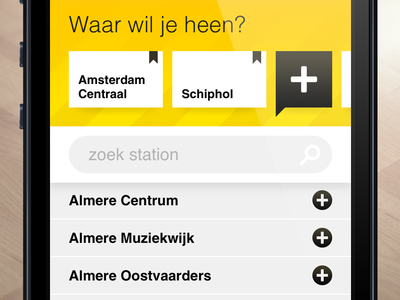 Waar wil je heen?
Amsterdam
Centraal
Schiphol
zoek station
Almere Centrum
Almere Muziekwijk
Almere Oostvaarders